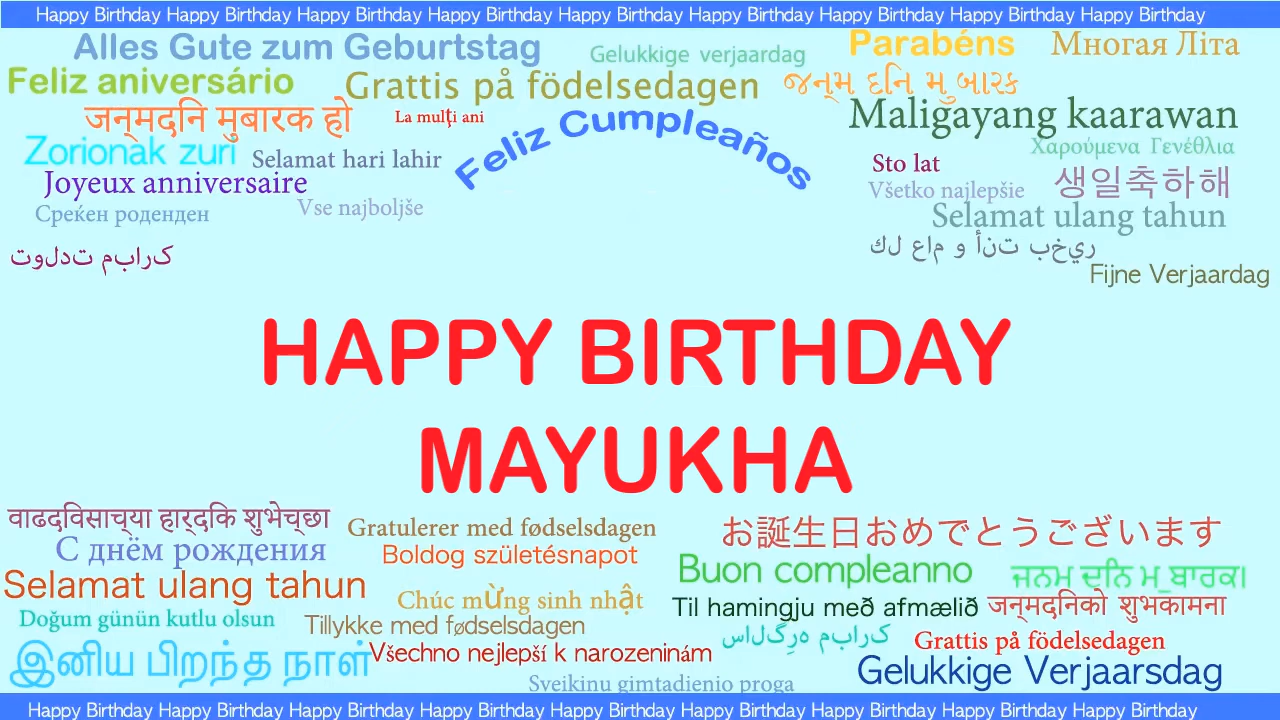 Happy Birthday Happy Birthday Happy Birthday Happy Birthday Happy Birthday Happy Birthday Happy Birthday Happy Birthday Happy Birthday
Alles Gute zum Geburtstag
Gelukkige verjaardag
Parabéns
Многая Літа
Feliz aniversário
Grattis på födelsedagen
જન્મ દિન મુબારક
जन्मदिन मुबारक हो
La mulţi ani
Feliz Cumpleaños
Maligayang kaarawan
Zorionak zuri
Selamat hari lahir
Sto lat
Χαρούμενα Γενέθλια
Joyeux anniversaire
Všetko najlepšie
생일축하해
Среќен роденден
Vse najboljše
Selamat ulang tahun
تولدت مبارک
كل عام و أنت بخير
Fijne Verjaardag
HAPPY BIRTHDAY
MAYUKHA
वाढदिवसाच्या हार्दिक शुभेच्छा
Gratulerer med fødselsdagen
お誕生日おめでとうございます
С днём рождения
Boldog születésnapot
Buon compleanno
ਜਨਮ ਦਿਨ ਮੁਬਾਰਕ।
Selamat ulang tahun
Chúc mừng sinh nhật
Til hamingju með afmælið
जन्मदिनको शुभकामना
Doğum günün kutlu olsun
Tillykke med fødselsdagen
سالگرہ مبارک
Grattis på födelsedagen
இனிய பிறந்த நாள்
Všechno nejlepší k narozeninám
Gelukkige Verjaarsdag
Sveikinu gimtadienio proga
Happy Birthday Happy Birthday Happy Birthday Happy Birthday Happy Birthday Happy Birthday Happy Birthday Happy Birthday Happy Birthday